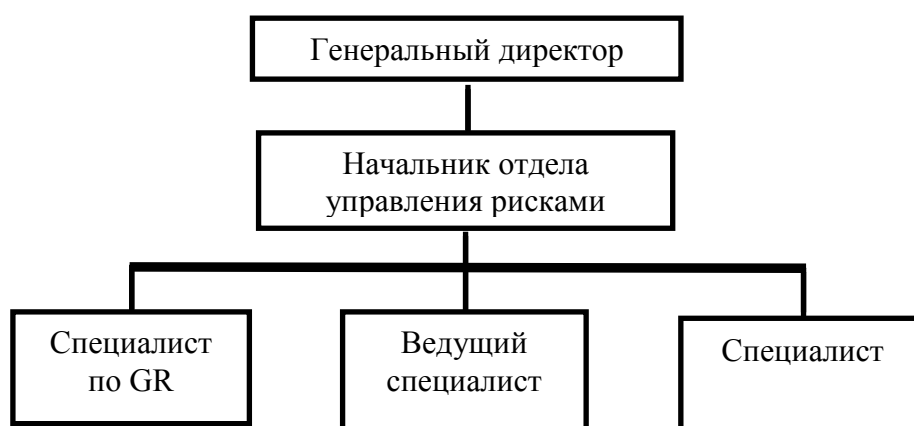 Генеральный директор
Начальник отдела
управления рисками
Специалист
по GR
Ведущий
специалист
Специалист